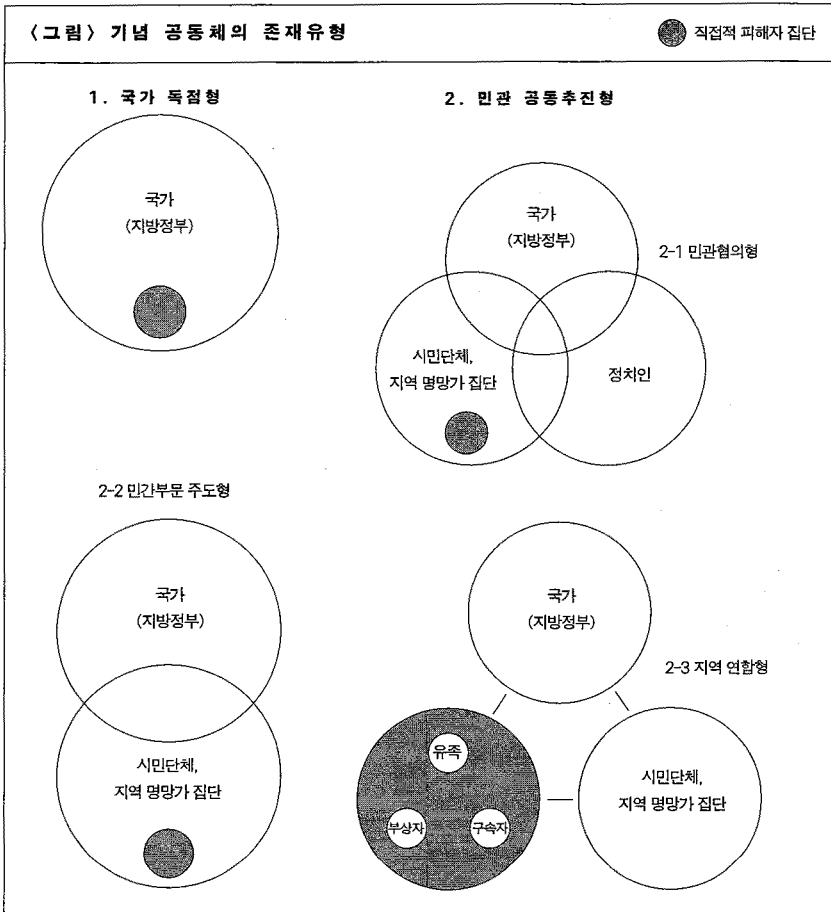 〈그림〉 기념 공동체의 존재유형
직접적 피해자 집단
1. 국가 독점형
2. 민관 공동추진형
국가
(지방정부)
국가
(지방정부)
2-1 민관협의형
시민단체,
지역 명망가 집단
정치인
2-2 민간부문 주도형
국가
(지방정부)
시민단체,
지역 명망가 집단
국가
(지방정부)
2-3 지역 연합형
유족
부상자
구속자
시민단체,
지역 명망가 집단